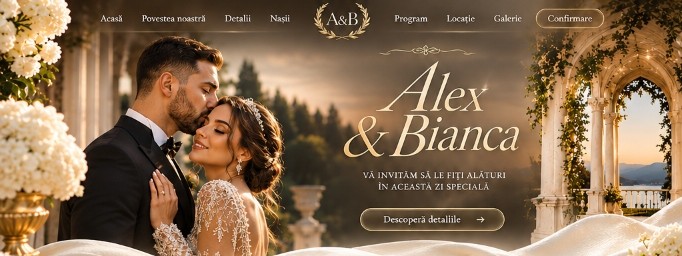 Acasă
Povestea noastră
Detalii
Nașii
A&B
Program
Locație
Galerie
Confirmare
Alex
& Bianca
VĂ INVITĂM SĂ LE FIȚI ALĂTURI
ÎN ACEASTĂ ZI SPECIALĂ
Descoperă detaliile →